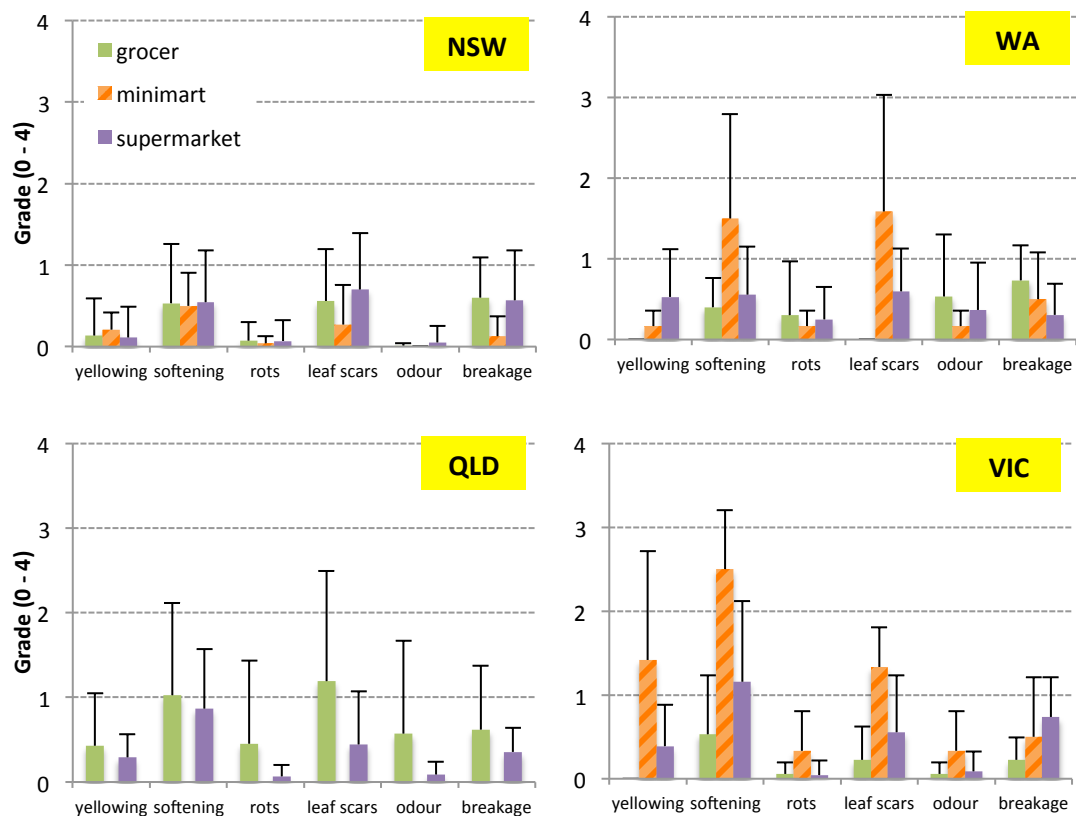 NSW
Grade (0 - 4)
4
3
2
1
0
grocer
minimart
supermarket
yellowing softening rots leaf scars odour breakage
WA
4
3
2
1
0
yellowing softening rots leaf scars odour breakage
QLD
Grade (0 - 4)
4
3
2
1
0
yellowing softening rots leaf scars odour breakage
VIC
4
3
2
1
0
yellowing softening rots leaf scars odour breakage